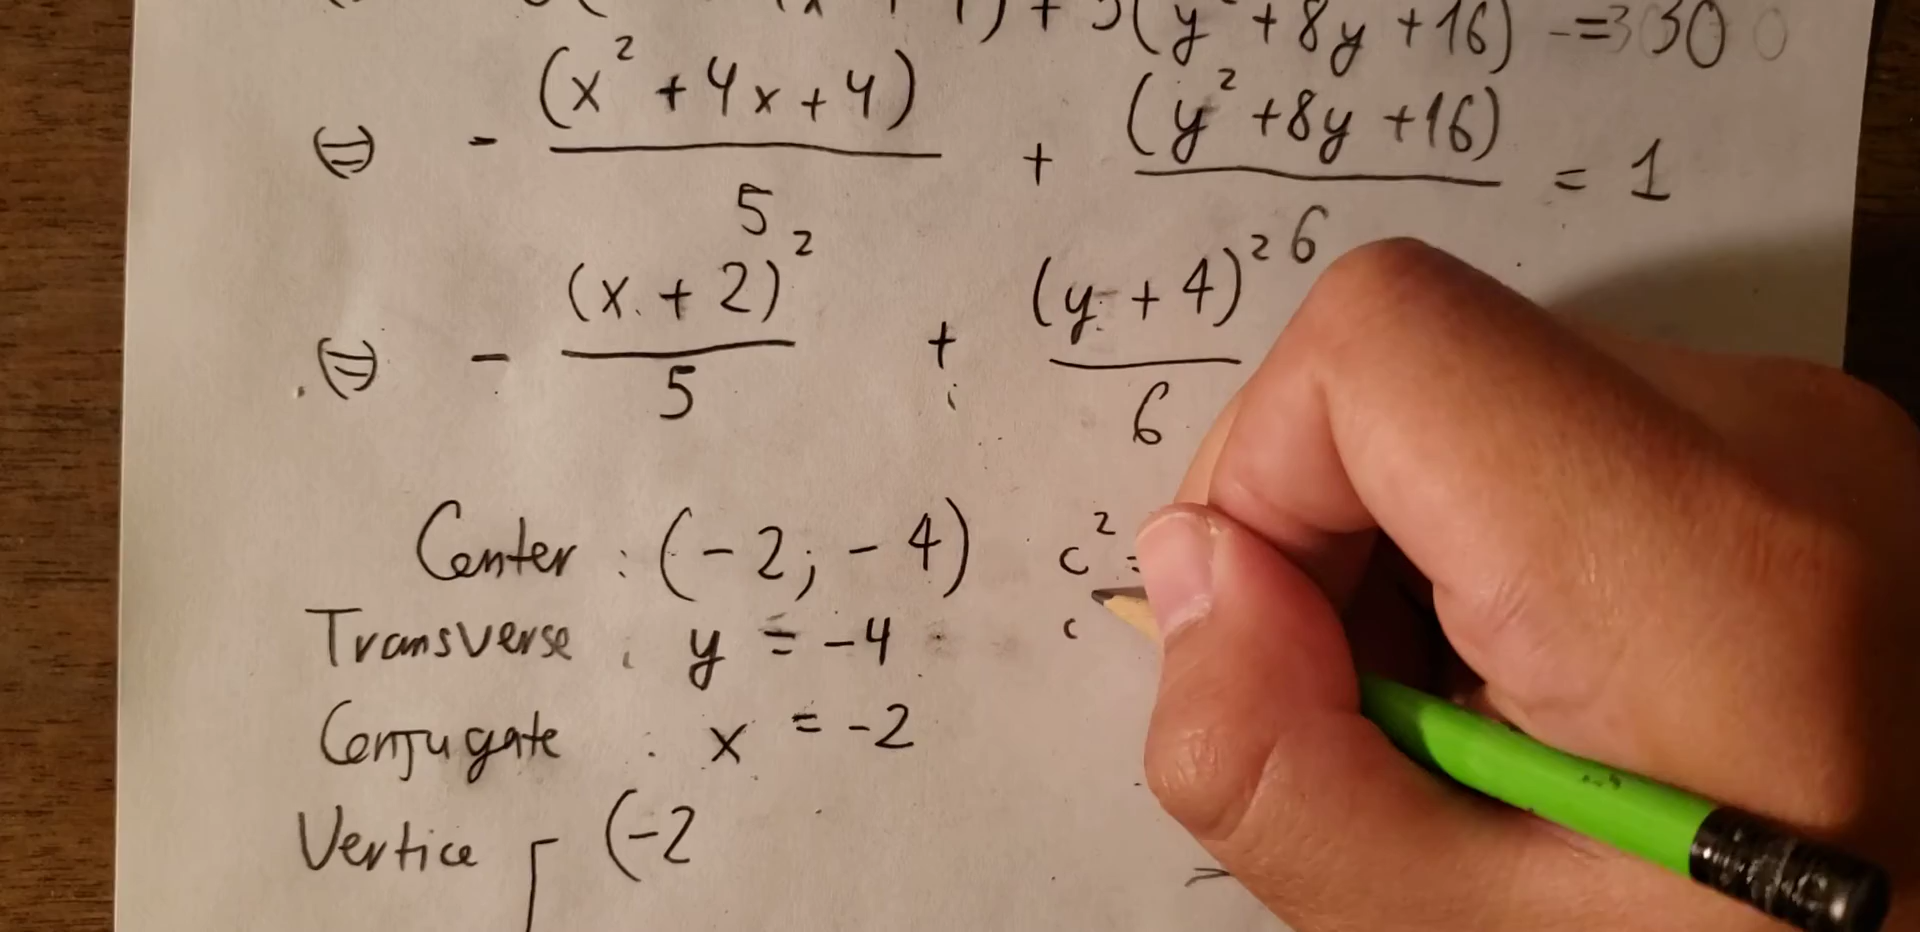 + 5(y² + 8y + 16) = 30
⇔ - (x² + 4x + 4) / 5 + (y² + 8y + 16) / 6 = 1
⇔ - (x + 2)² / 5 + (y + 4)² / 6
Center : (-2; -4) c² =
Transverse : y = -4 c
Conjugate : x = -2
Vertice [ (-2